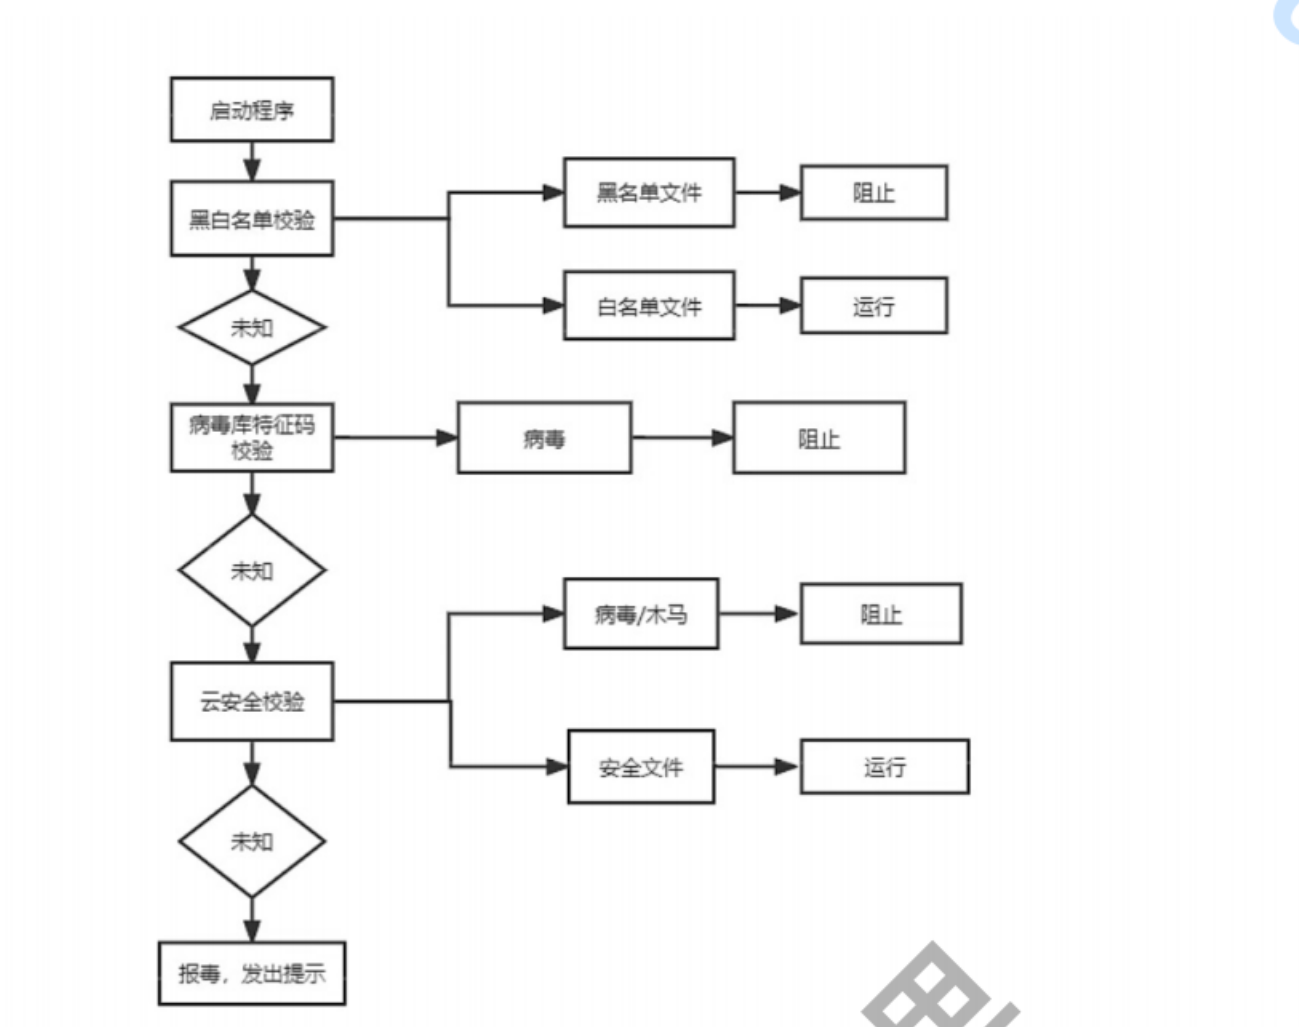 启动程序
黑白名单校验
黑名单文件
阻止
白名单文件
运行
未知
病毒库特征码
校验
病毒
阻止
未知
云安全校验
病毒/木马
阻止
安全文件
运行
未知
报毒，发出提示